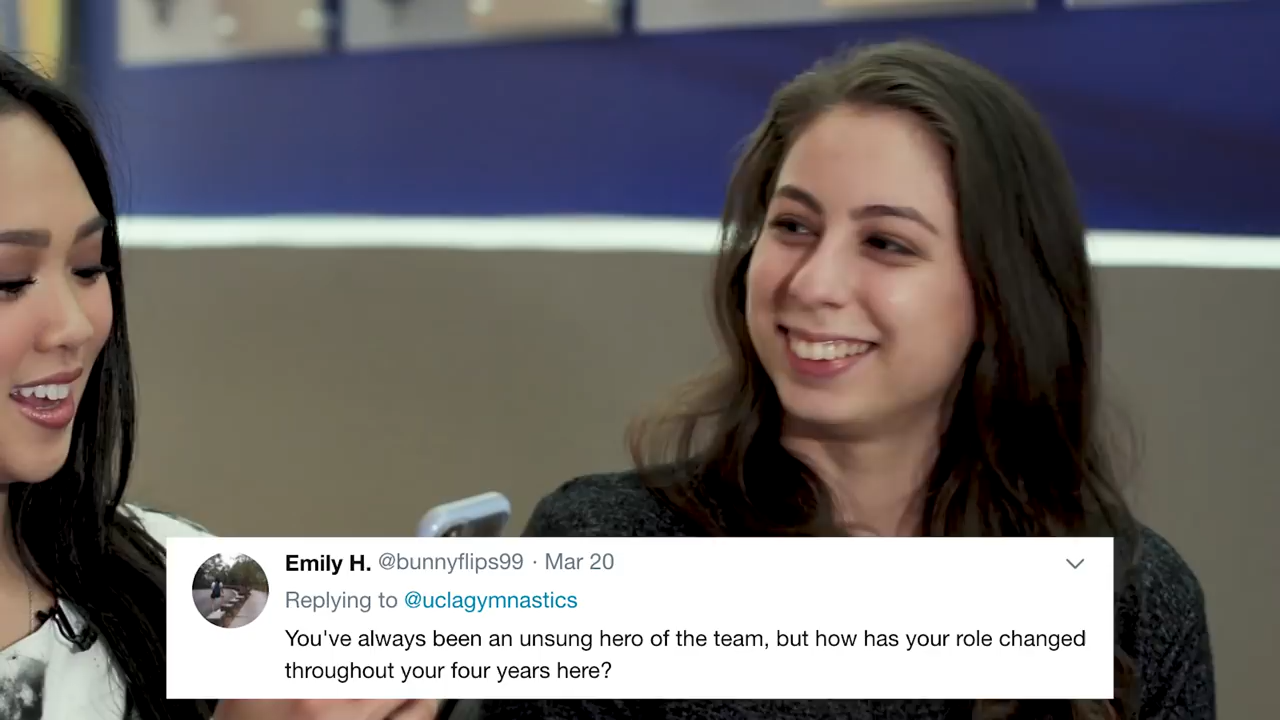 Emily H. @bunnyflips99 · Mar 20
Replying to @uclagymnastics
You've always been an unsung hero of the team, but how has your role changed
throughout your four years here?